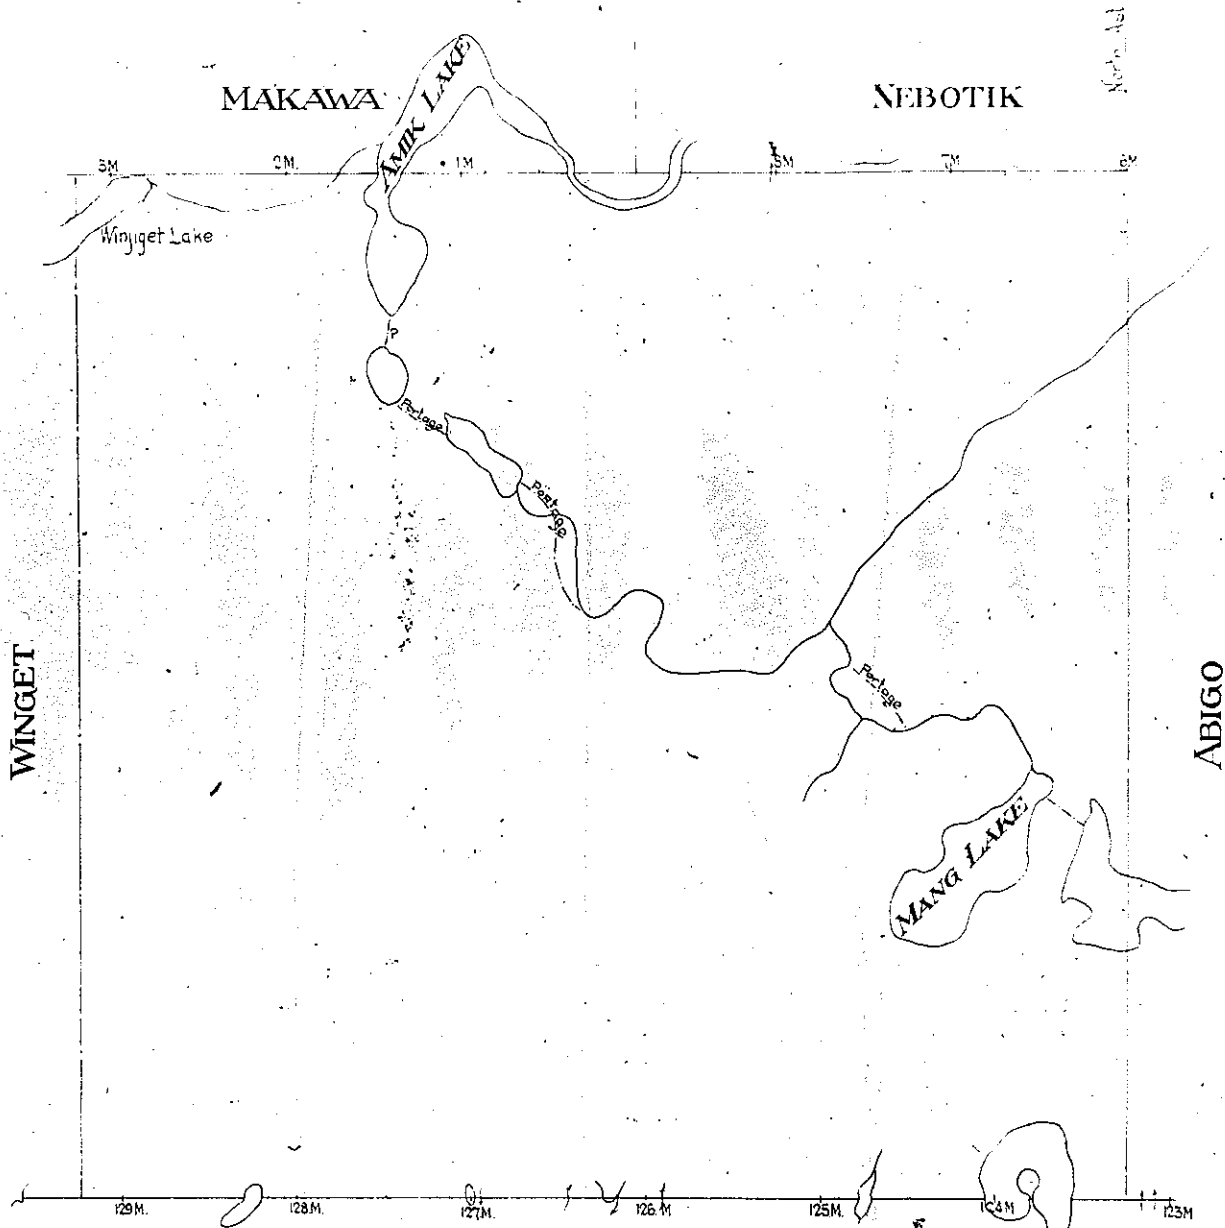 MAKAWA
AMIK LAKE
NEBOTIK
3M.
2M.
1M.
5M
7M.
6M.
Winjiget Lake
P
Portage
Portage
WINGET
Portage
ABIGO
MANG LAKE
129M.
128M.
127M.
126M
125M.
124M
123M